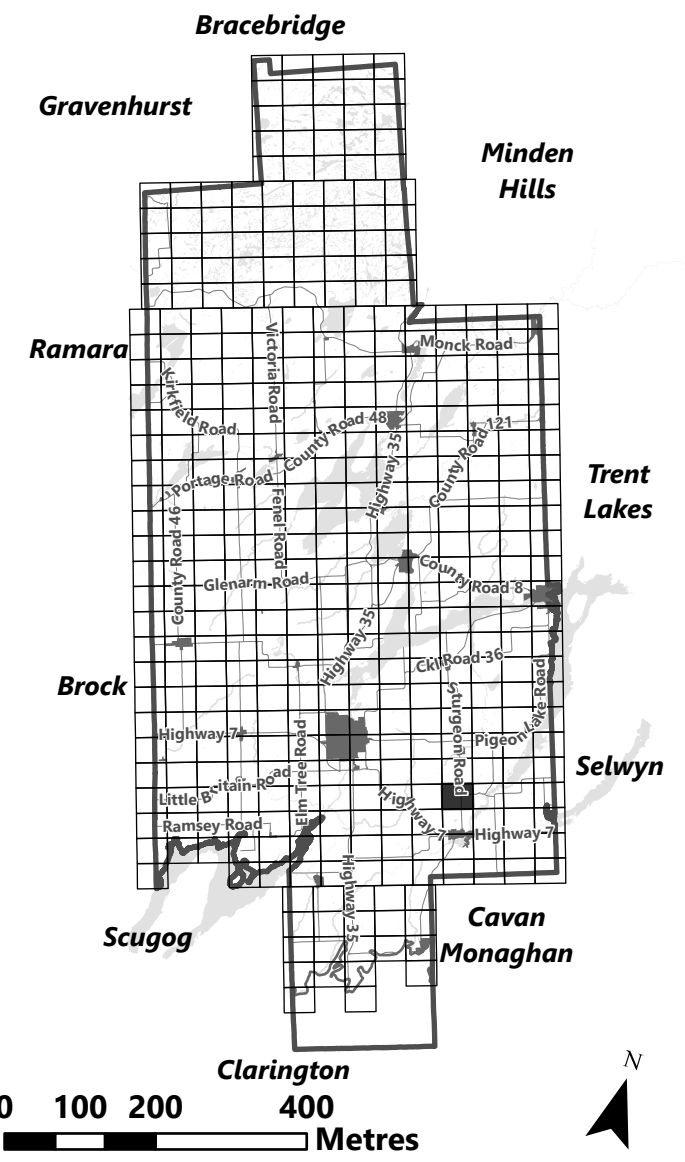 Bracebridge
Gravenhurst
Minden
Hills
Ramara
Monck Road
Victoria Road
Kirkfield Road
County Road 48
Highway 35
County Road 121
Portage Road
Trent
Lakes
County Road 46
Fenel Road
Glenarm Road
County Road 8
Highway 35
Ckl Road 36
Brock
Sturgeon Road
Pigeon Lake Road
Highway 7
Elm Tree Road
Selwyn
Little Britain Road
Highway 7
Ramsey Road
Highway 7
Highway 35
Cavan
Monaghan
Scugog
Clarington
N
0 100 200 400
Metres